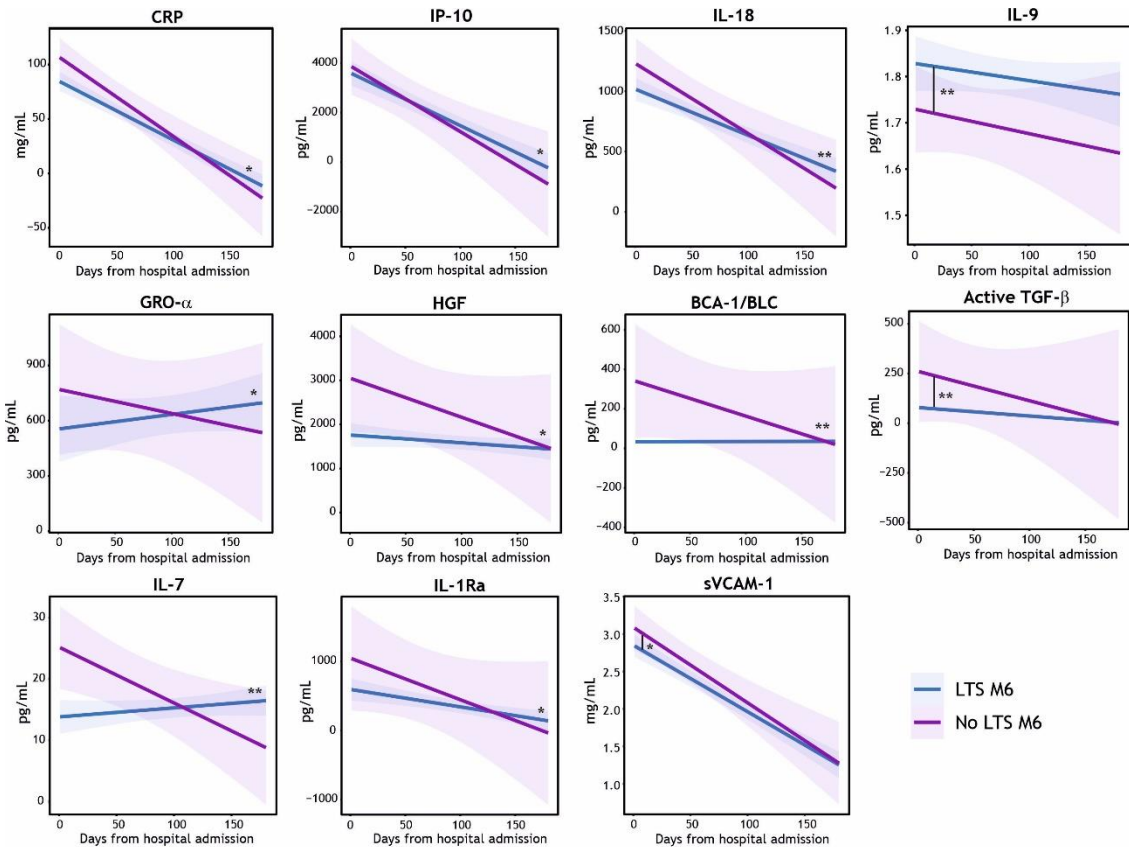 CRP
mg/mL
100
50
0
−50
*
0 50 100 150
Days from hospital admission
IP-10
pg/mL
4000
2000
0
−2000
*
0 50 100 150
Days from hospital admission
IL-18
pg/mL
1500
1000
500
0
**
0 50 100 150
Days from hospital admission
IL-9
pg/mL
1.9
1.8
1.7
1.6
1.5
**
0 50 100 150
Days from hospital admission
GRO-α
pg/mL
900
600
300
0
*
0 50 100 150
Days from hospital admission
HGF
pg/mL
4000
3000
2000
1000
0
*
0 50 100 150
Days from hospital admission
BCA-1/BLC
pg/mL
600
400
200
0
−200
−400
**
0 50 100 150
Days from hospital admission
Active TGF-β
pg/mL
500
250
0
−250
−500
**
0 50 100 150
Days from hospital admission
IL-7
pg/mL
30
20
10
0
**
0 50 100 150
Days from hospital admission
IL-1Ra
pg/mL
1000
0
−1000
*
0 50 100 150
Days from hospital admission
sVCAM-1
mg/mL
3.5
3.0
2.5
2.0
1.5
1.0
*
0 50 100 150
Days from hospital admission
LTS M6
No LTS M6